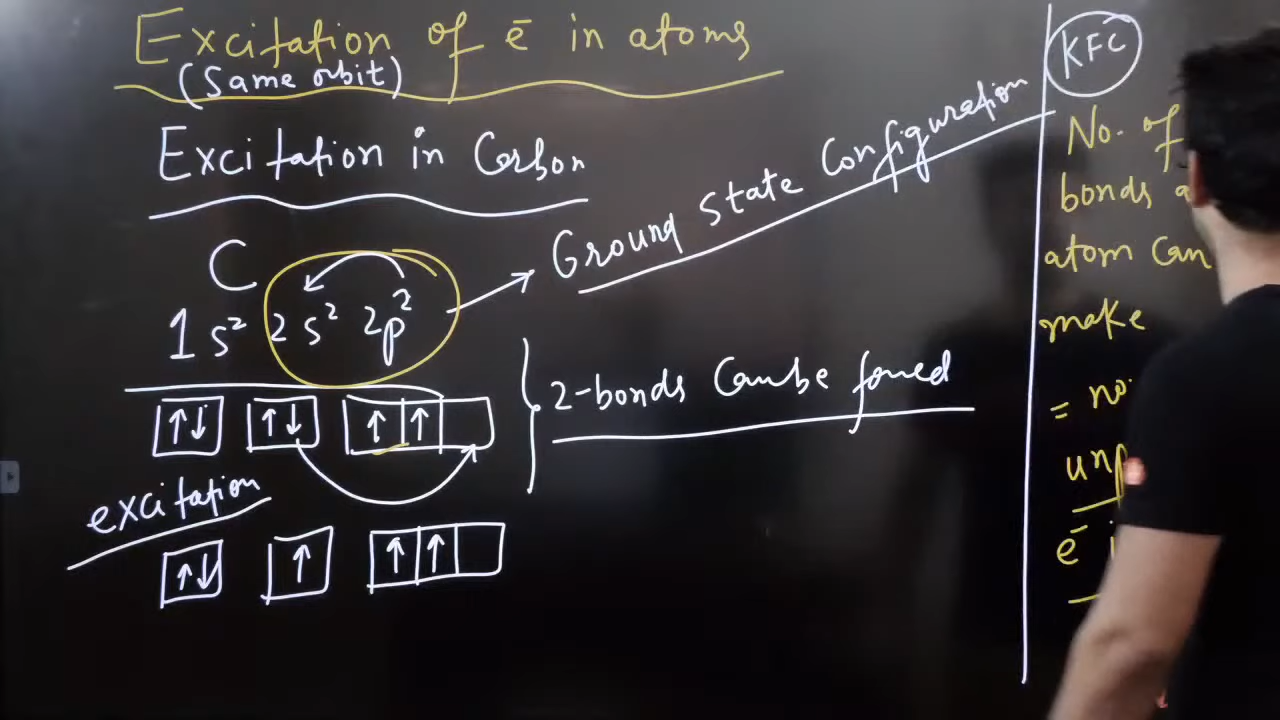 Excitation of ē in atoms
(Same orbit)
Excitation in Carbon
C
1s² 2s² 2p²
Ground State Configuration
2-bonds Can be formed
excitation
KFC
No. of
bonds a
atom can
make
= no.
unp
ē i